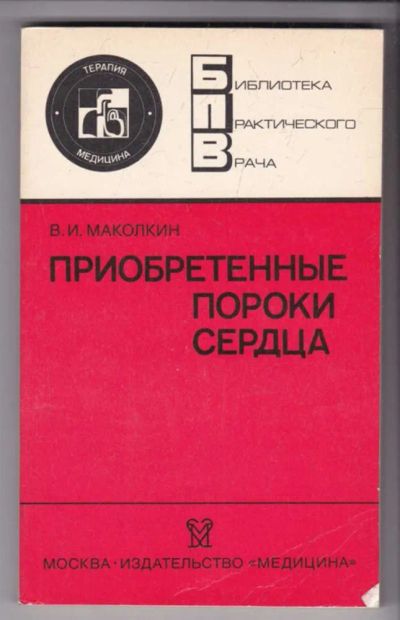 ТЕРАПИЯ
МЕДИЦИНА
БИБЛИОТЕКА
ПРАКТИЧЕСКОГО
ВРАЧА
В. И. МАКОЛКИН
ПРИОБРЕТЕННЫЕ
ПОРОКИ
СЕРДЦА
МОСКВА · ИЗДАТЕЛЬСТВО «МЕДИЦИНА»